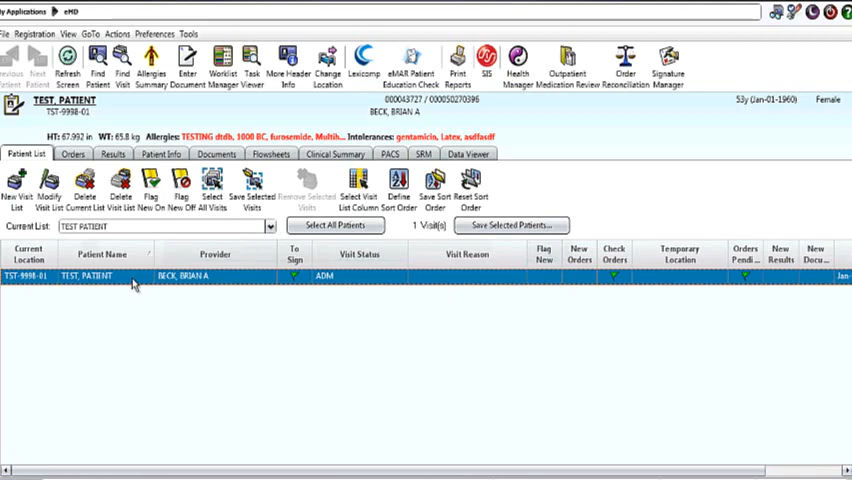 My Applications › eMD
File Registration View GoTo Actions Preferences Tools
Previous Patient Next Patient Refresh Screen Find Patient Find Visit Allergies Summary Enter Document Worklist Manager Task Viewer More Header Info Change Location Lexicomp eMAR Patient Education Check Print Reports SIS Health Manager Outpatient Medication Review Order Reconciliation Signature Manager
TEST, PATIENT 000043727 / 000050270396 53y (Jan-01-1960) Female
TST-9998-01 BECK, BRIAN A
HT: 67.992 in WT: 65.8 kg Allergies: TESTING dtdb, 1000 BC, furosemide, Multih... Intolerances: gentamicin, Latex, asdfasdf
Patient List Orders Results Patient Info Documents Flowsheets Clinical Summary PACS SRM Data Viewer
New Visit List Modify Visit List Delete Current List Delete Visit List Flag New On Flag New Off Select All Visits Save Selected Visits Remove Selected Visits Select Visit List Column Define Sort Order Save Sort Order Reset Sort Order
Current List: TEST PATIENT Select All Patients 1 Visit(s) Save Selected Patients...
Current Location Patient Name Provider To Sign Visit Status Visit Reason Flag New New Orders Check Orders Temporary Location Orders Pendi... New Results New Docu...
TST-9998-01 TEST, PATIENT BECK, BRIAN A ADM Jan-